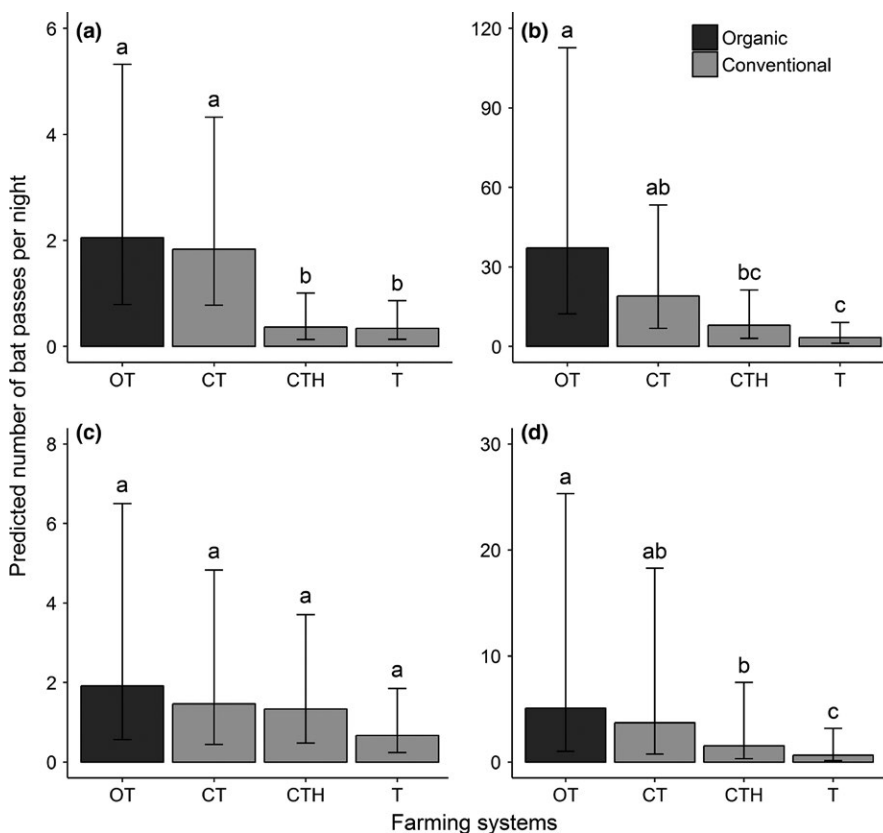 Predicted number of bat passes per night
(a)
6
4
2
0
a
a
b
b
OT CT CTH T
(b)
Organic
Conventional
120
90
60
30
0
a
ab
bc
c
OT CT CTH T
(c)
8
6
4
2
0
a
a
a
a
OT CT CTH T
(d)
30
20
10
0
a
ab
b
c
OT CT CTH T
Farming systems